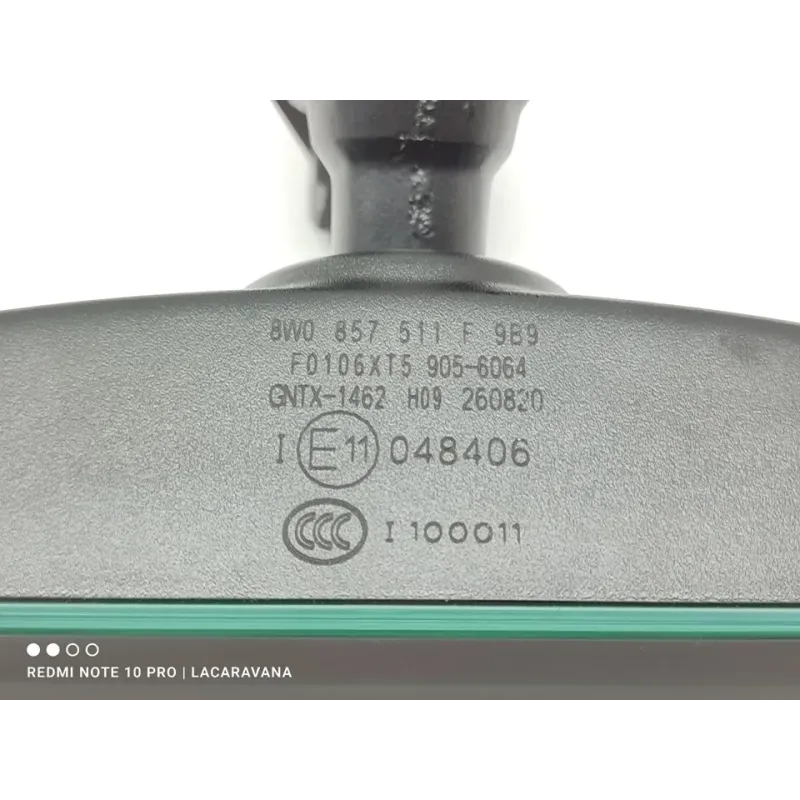 8W0 857 511 F 9B9
F0106XT5 905-6064
GNTX-1462 H09 260820
I E11 048406
CCC I 100011
REDMI NOTE 10 PRO | LACARAVANA